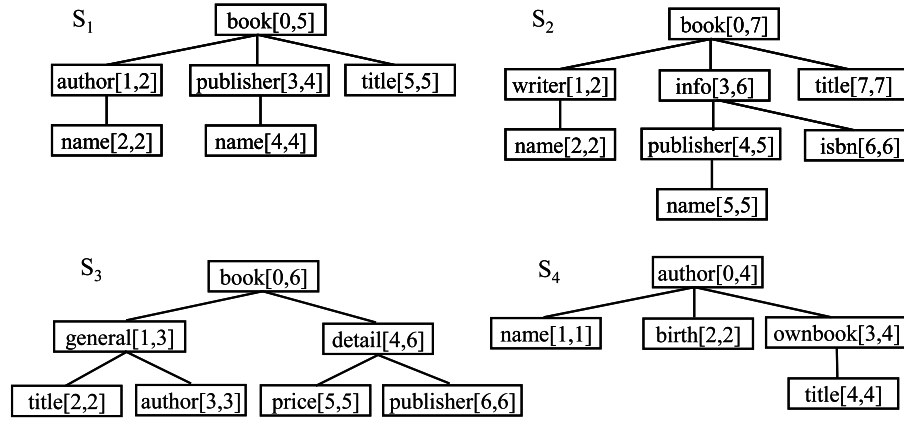 S1 book[0,5]
author[1,2] publisher[3,4] title[5,5]
name[2,2] name[4,4]
S2 book[0,7]
writer[1,2] info[3,6] title[7,7]
name[2,2] publisher[4,5] isbn[6,6]
name[5,5]
S3 book[0,6]
general[1,3] detail[4,6]
title[2,2] author[3,3] price[5,5] publisher[6,6]
S4 author[0,4]
name[1,1] birth[2,2] ownbook[3,4]
title[4,4]